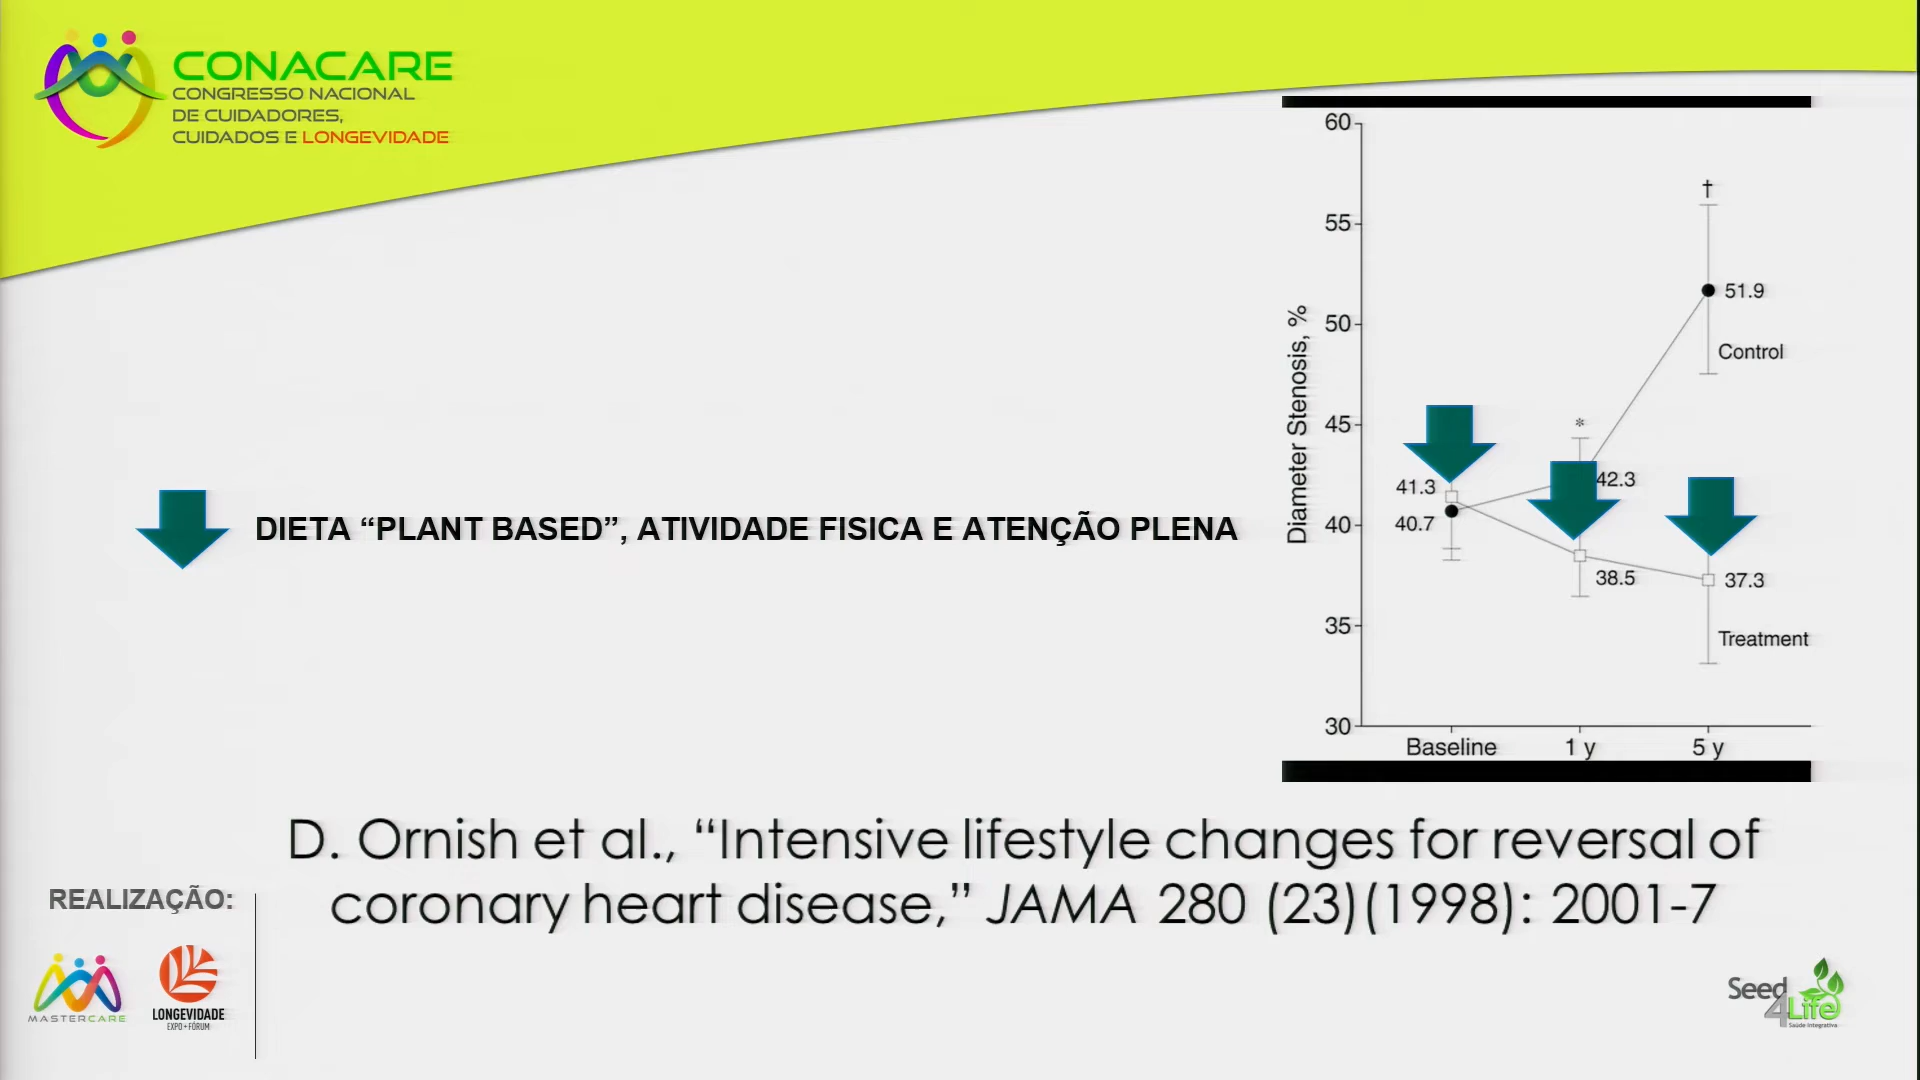 CONACARE
CONGRESSO NACIONAL
DE CUIDADORES,
CUIDADOS E LONGEVIDADE
60
55
50
45
40
35
30
Diameter Stenosis, %
†
51.9
Control
*
42.3
41.3
40.7
38.5
37.3
Treatment
Baseline 1 y 5 y
DIETA “PLANT BASED”, ATIVIDADE FISICA E ATENÇÃO PLENA
D. Ornish et al., “Intensive lifestyle changes for reversal of
coronary heart disease,” JAMA 280 (23)(1998): 2001-7
REALIZAÇÃO:
MASTERCARE
LONGEVIDADE
EXPO+FÓRUM
Seed
4Life
Saúde Integrativa